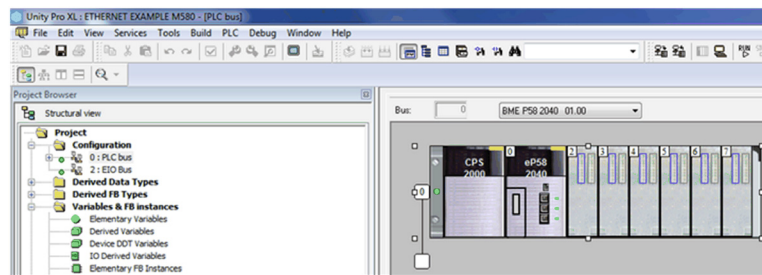 Unity Pro XL : ETHERNET EXAMPLE M580 - [PLC bus]
File Edit View Services Tools Build PLC Debug Window Help
Project Browser
Structural view
Project
Configuration
0 : PLC bus
2 : EIO Bus
Derived Data Types
Derived FB Types
Variables & FB instances
Elementary Variables
Derived Variables
Device DDT Variables
IO Derived Variables
Elementary FB Instances
Bus: 0 BME P58 2040 01.00
0 2 3 4 5 6 7
CPS 2000
eP58 2040
0
RUN